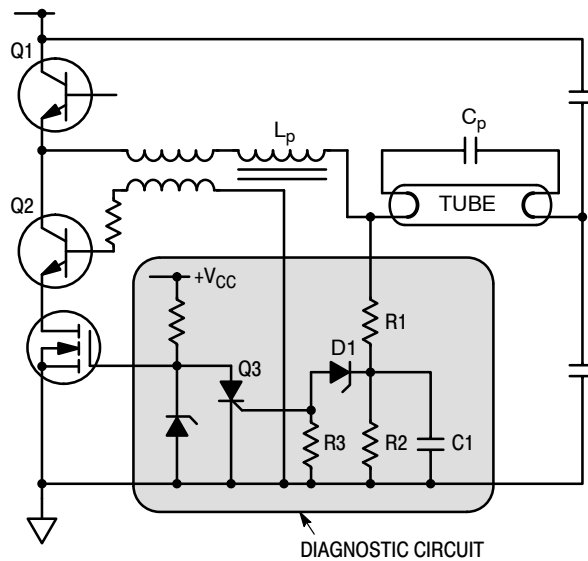 Q1
Lp
Cp
TUBE
Q2
+VCC
R1
D1
Q3
R3
R2
C1
DIAGNOSTIC CIRCUIT